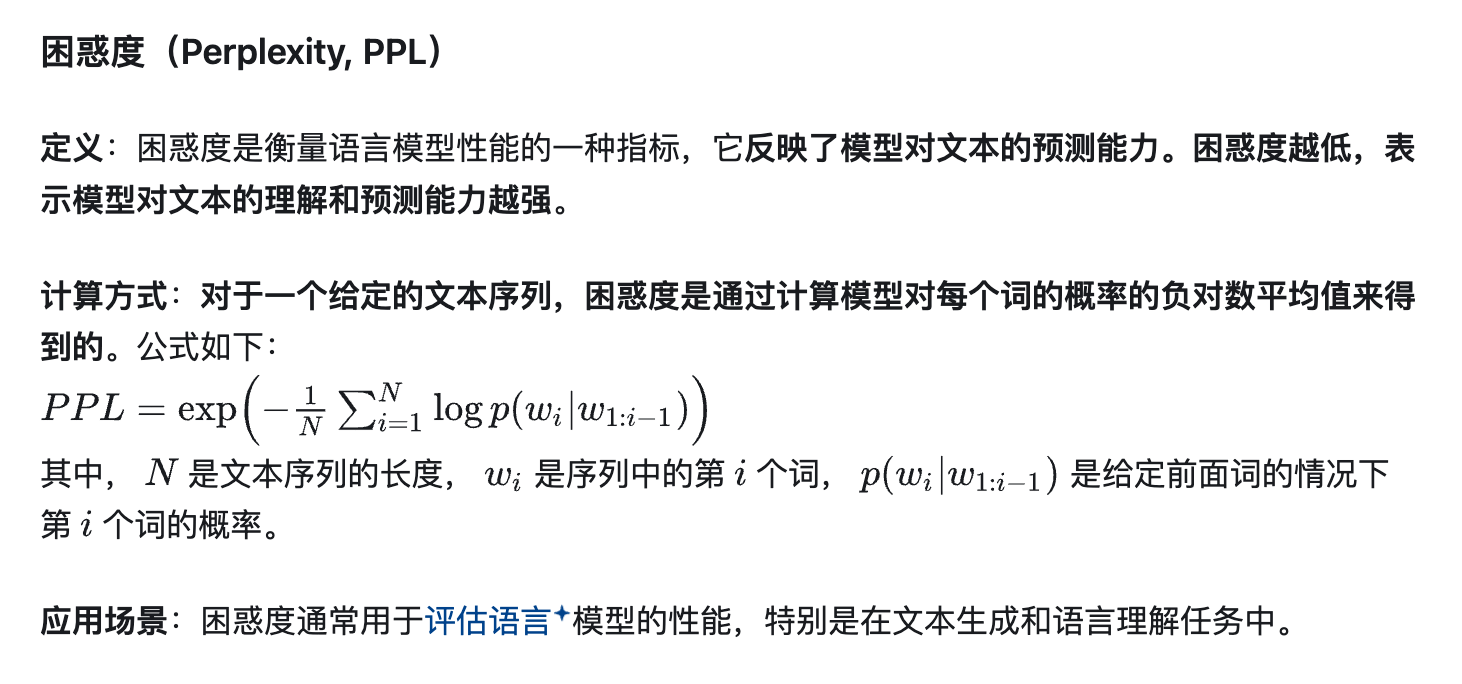 困惑度（Perplexity, PPL）
定义：困惑度是衡量语言模型性能的一种指标，它反映了模型对文本的预测能力。困惑度越低，表
示模型对文本的理解和预测能力越强。
计算方式：对于一个给定的文本序列，困惑度是通过计算模型对每个词的概率的负对数平均值来得
到的。公式如下：
$PPL = \exp\left(-\frac{1}{N}\sum_{i=1}^{N}\log p(w_i|w_{1:i-1})\right)$
其中， $N$ 是文本序列的长度， $w_i$ 是序列中的第 $i$ 个词， $p(w_i|w_{1:i-1})$ 是给定前面词的情况下
第 $i$ 个词的概率。
应用场景：困惑度通常用于评估语言模型的性能，特别是在文本生成和语言理解任务中。